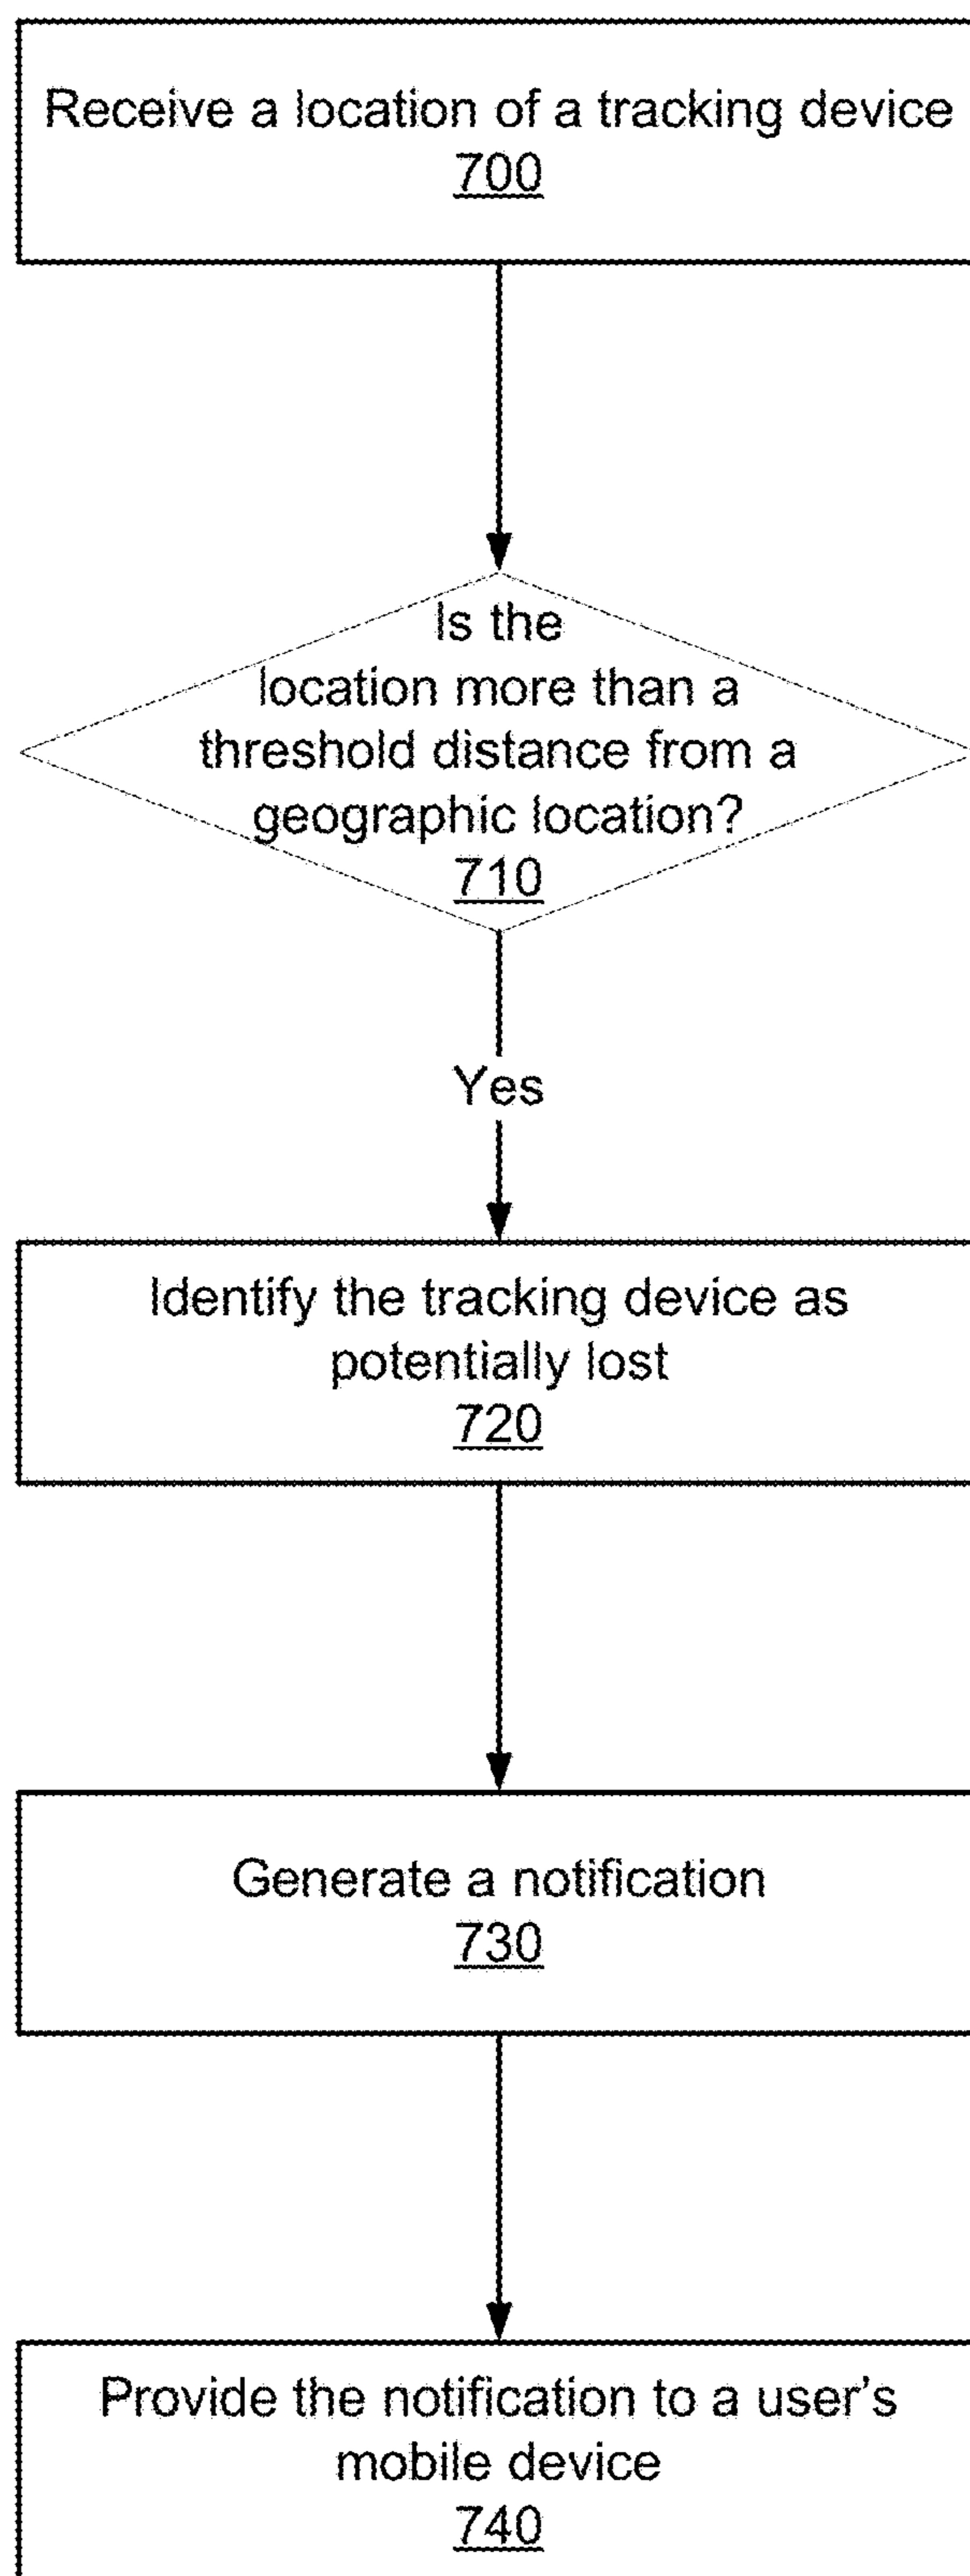 Receive a location of a tracking device
700
Is the
location more than a
threshold distance from a
geographic location?
710
Yes
Identify the tracking device as
potentially lost
720
Generate a notification
730
Provide the notification to a user's
mobile device
740